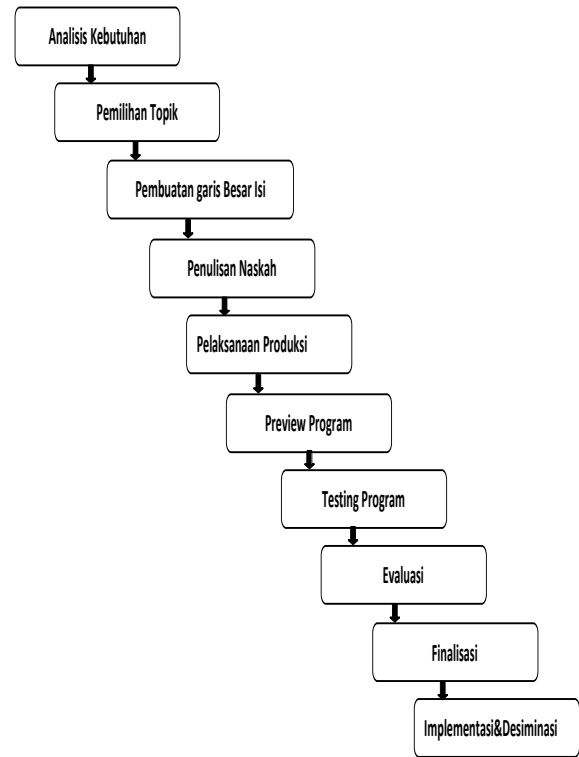 Analisis Kebutuhan
Pemilihan Topik
Pembuatan garis Besar Isi
Penulisan Naskah
Pelaksanaan Produksi
Preview Program
Testing Program
Evaluasi
Finalisasi
Implementasi&Desiminasi